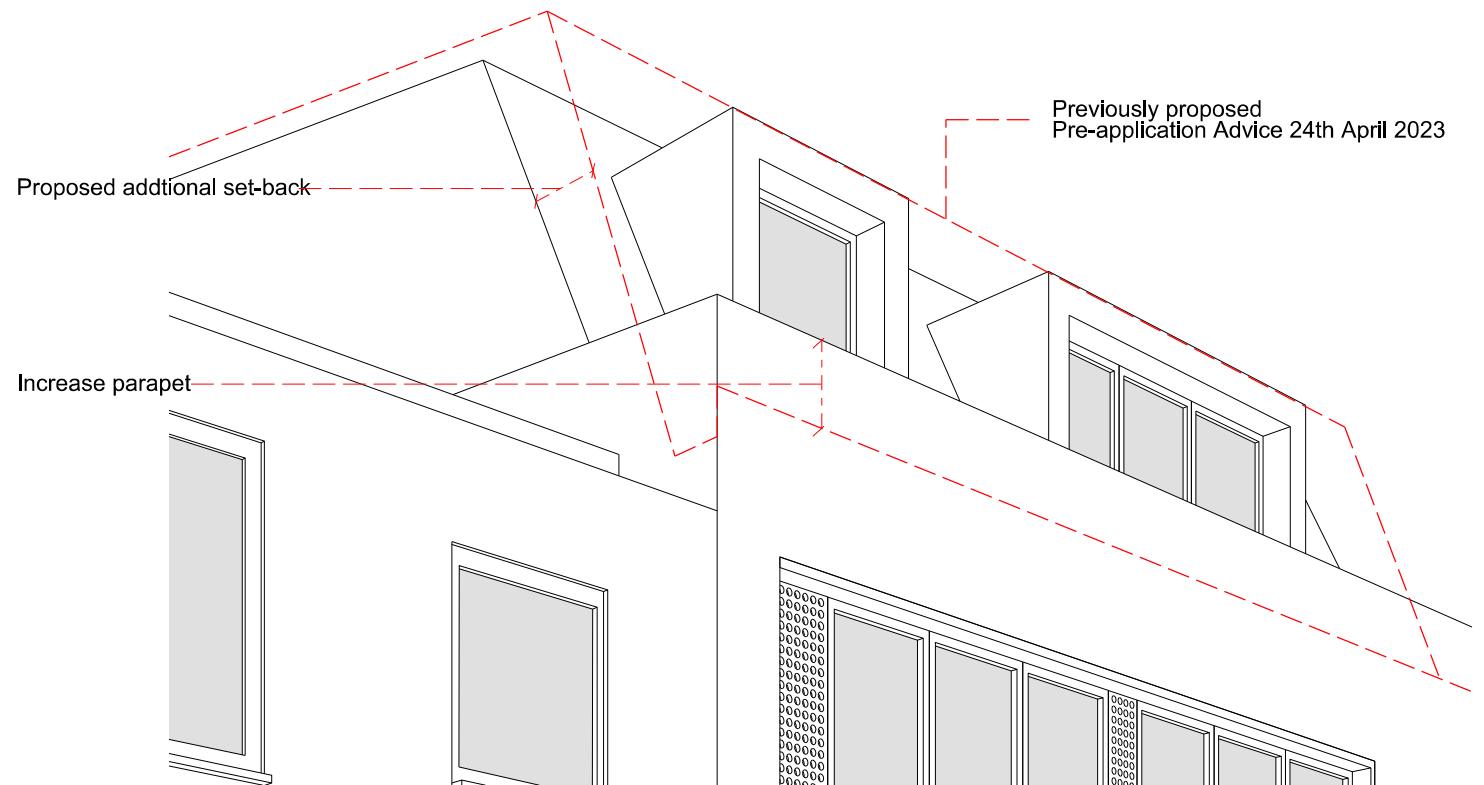 Previously proposed
Pre-application Advice 24th April 2023
Proposed addtional set-back
Increase parapet